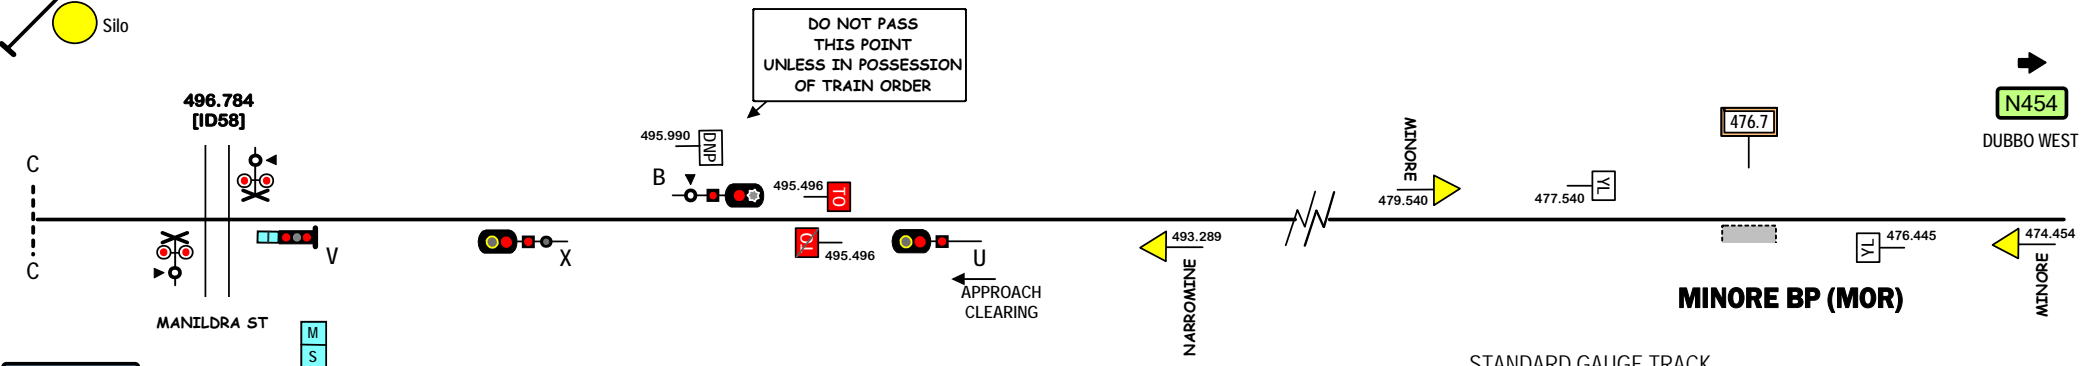 Silo
DO NOT PASS
THIS POINT
UNLESS IN POSSESSION
OF TRAIN ORDER
N454
DUBBO WEST
496.784
[ID58]
476.7
MINORE
495.990
DNP
C
B
495.496
TO
479.540
477.540
YL
V
X
CJ
495.496
U
493.289
476.445
YL
474.454
C
APPROACH
CLEARING
NARROMINE
MINORE BP (MOR)
MINORE
MANILDRA ST
M
S
STANDARD GAUGE TRACK